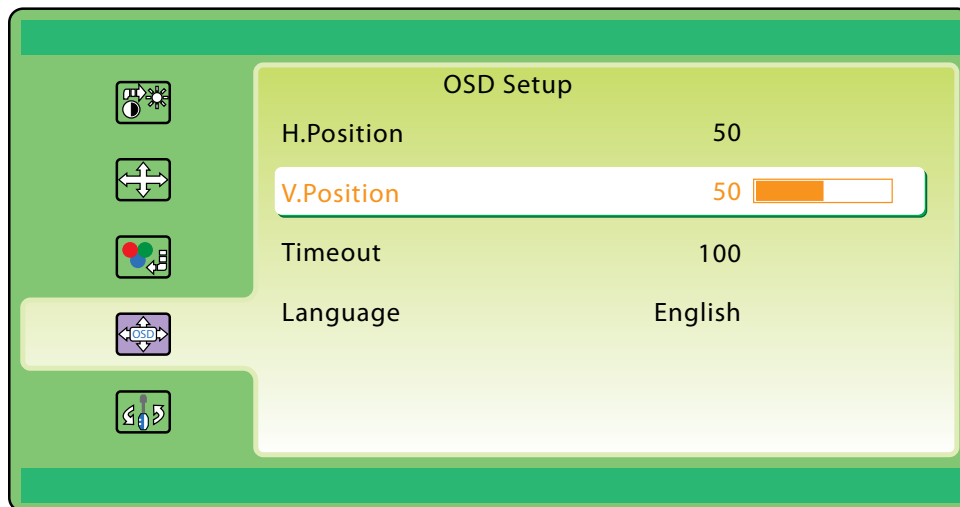 OSD Setup
H.Position 50
V.Position 50
Timeout 100
Language English
OSD